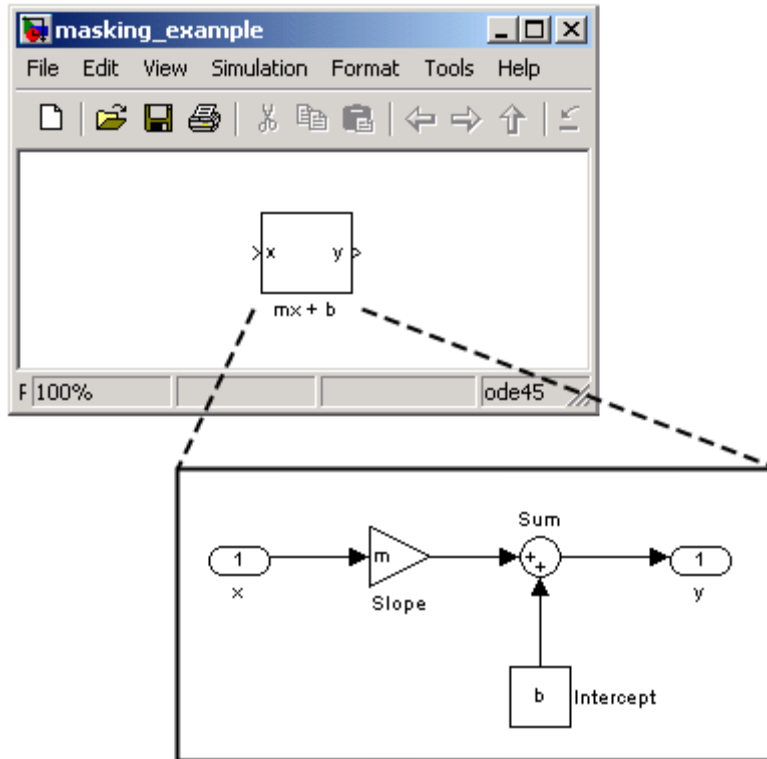 masking_example
File Edit View Simulation Format Tools Help
x y
mx + b
F 100% ode45
Sum
1 m + + 1
x Slope y
b Intercept